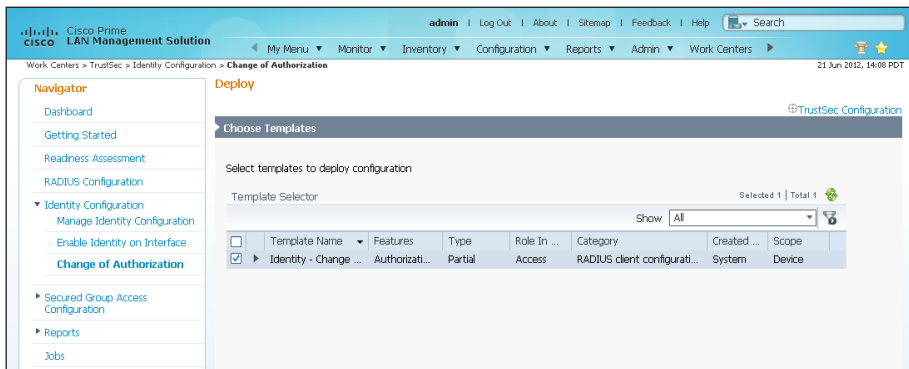 Cisco Prime
CISCO LAN Management Solution
admin | Log Out | About | Sitemap | Feedback | Help
Search
My Menu ▼ Monitor ▼ Inventory ▼ Configuration ▼ Reports ▼ Admin ▼ Work Centers
Work Centers > TrustSec > Identity Configuration > Change of Authorization
21 Jun 2012, 14:08 PDT
Navigator
Dashboard
Getting Started
Readiness Assessment
RADIUS Configuration
Identity Configuration
Manage Identity Configuration
Enable Identity on Interface
Change of Authorization
Secured Group Access
Configuration
Reports
Jobs
Deploy
TrustSec Configuration
Choose Templates
Select templates to deploy configuration
Template Selector
Selected 1 | Total 1
Show All
Template Name Features Type Role In ... Category Created ... Scope
Identity - Change ... Authorizati... Partial Access RADIUS client configurati... System Device